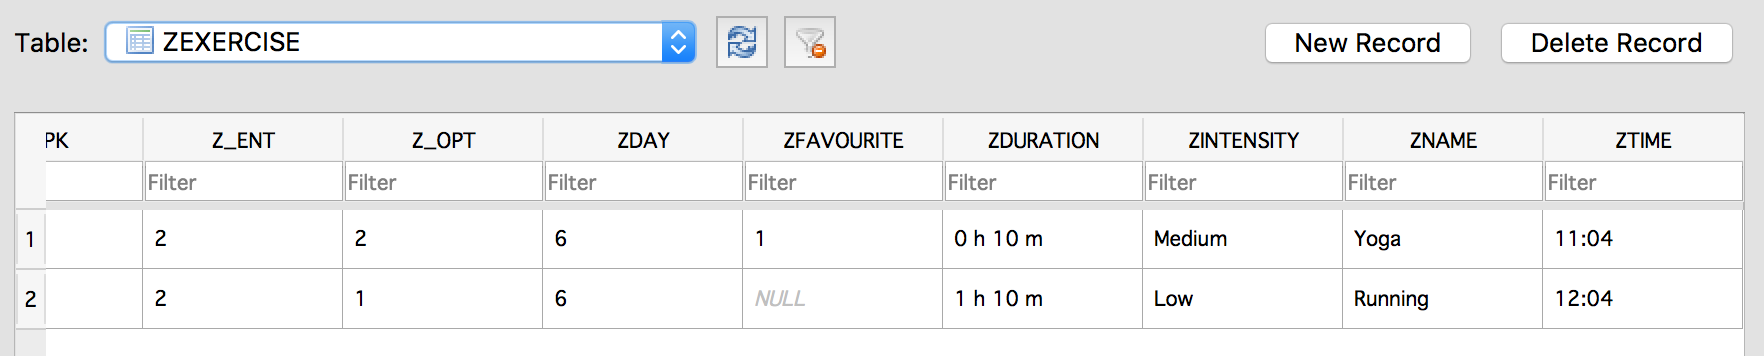 Table: ZEXERCISE New Record Delete Record
PK Z_ENT Z_OPT ZDAY ZFAVOURITE ZDURATION ZINTENSITY ZNAME ZTIME
Filter Filter Filter Filter Filter Filter Filter Filter
1 2 2 6 1 0 h 10 m Medium Yoga 11:04
2 2 1 6 NULL 1 h 10 m Low Running 12:04